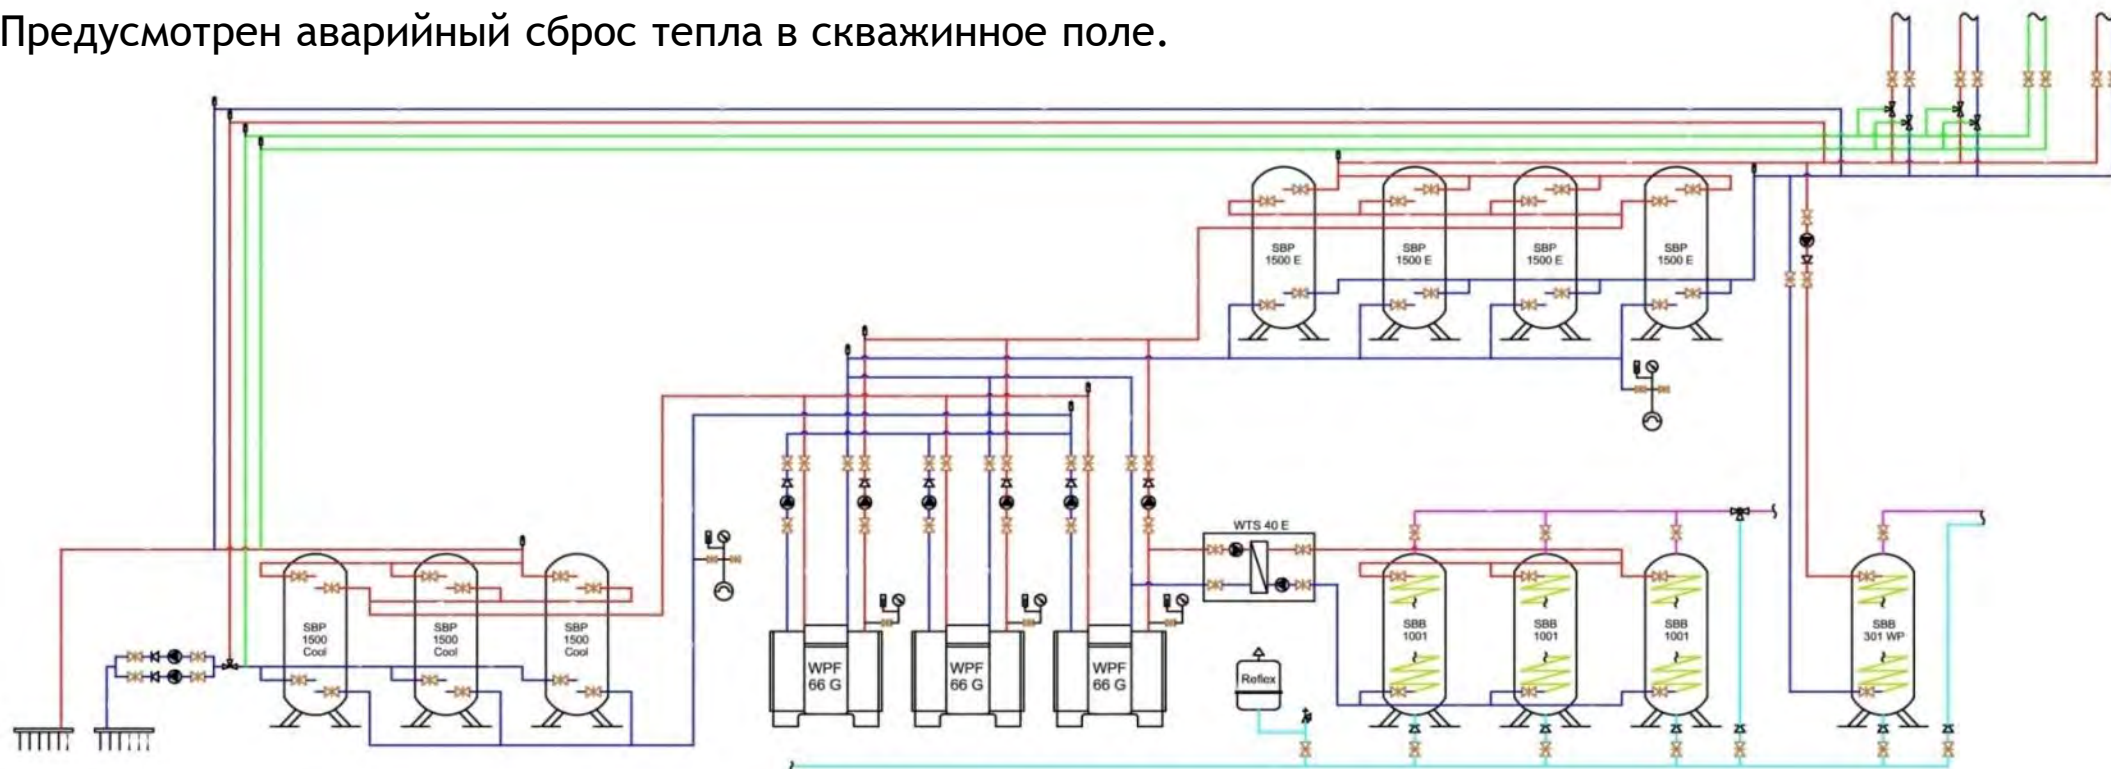 Предусмотрен аварийный сброс тепла в скважинное поле.
SBP
1500 E
SBP
1500 E
SBP
1500 E
SBP
1500 E
WTS 40 E
SBP
1500
Cool
SBP
1500
Cool
SBP
1500
Cool
WPF
66 G
WPF
66 G
WPF
66 G
Reflex
SBB
1001
SBB
1001
SBB
1001
SBB
301 WP